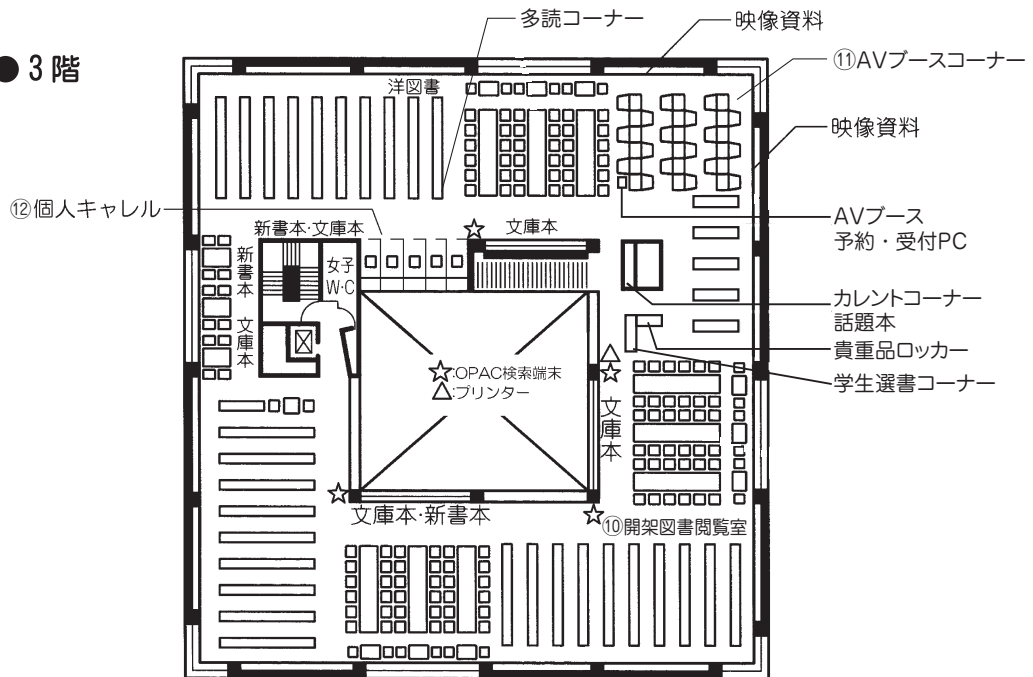 ● 3階
多読コーナー
映像資料
⑪AVブースコーナー
映像資料
洋図書
⑫個人キャレル
新書本・文庫本
文庫本
AVブース
予約・受付PC
新書本
文庫本
女子
W・C
カレントコーナー
話題本
貴重品ロッカー
学生選書コーナー
☆:OPAC検索端末
△:プリンター
文庫本
文庫本・新書本
⑩開架図書閲覧室